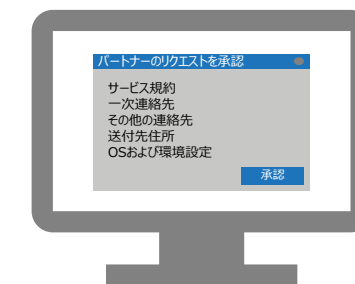 パートナーのリクエストを承認
サービス規約
一次連絡先
その他の連絡先
送付先住所
OSおよび環境設定
承認